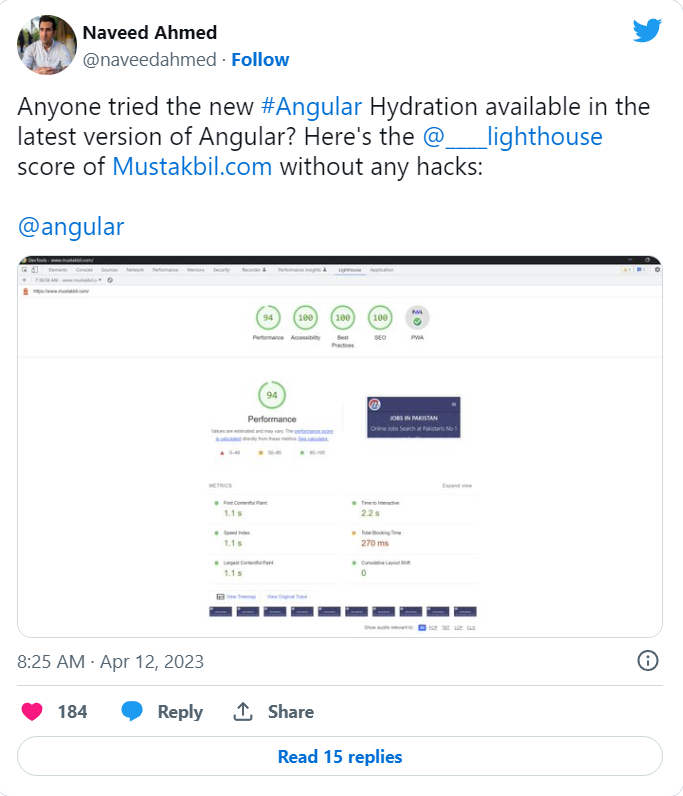 Naveed Ahmed
@naveedahmed · Follow
Anyone tried the new #Angular Hydration available in the
latest version of Angular? Here's the @____lighthouse
score of Mustakbil.com without any hacks:
@angular
DevTools - www.mustakbil.com/
Elements Console Sources Network Performance Memory Security Recorder Performance insights Lighthouse Application
https://www.mustakbil.com/
94 100 100 100 PWA
Performance Accessibility Best Practices SEO PWA
94
Performance
Values are estimated and may vary. The performance score
is calculated directly from these metrics. See calculator.
0–49 50–89 90–100
JOBS IN PAKISTAN
Online Jobs Search at Pakistan's No 1
METRICS Expand view
First Contentful Paint Time to Interactive
1.1 s 2.2 s
Speed Index Total Blocking Time
1.1 s 270 ms
Largest Contentful Paint Cumulative Layout Shift
1.1 s 0
View Treemap View Original Trace
Show audits relevant to: All FCP TBT LCP CLS
8:25 AM · Apr 12, 2023
184 Reply Share
Read 15 replies